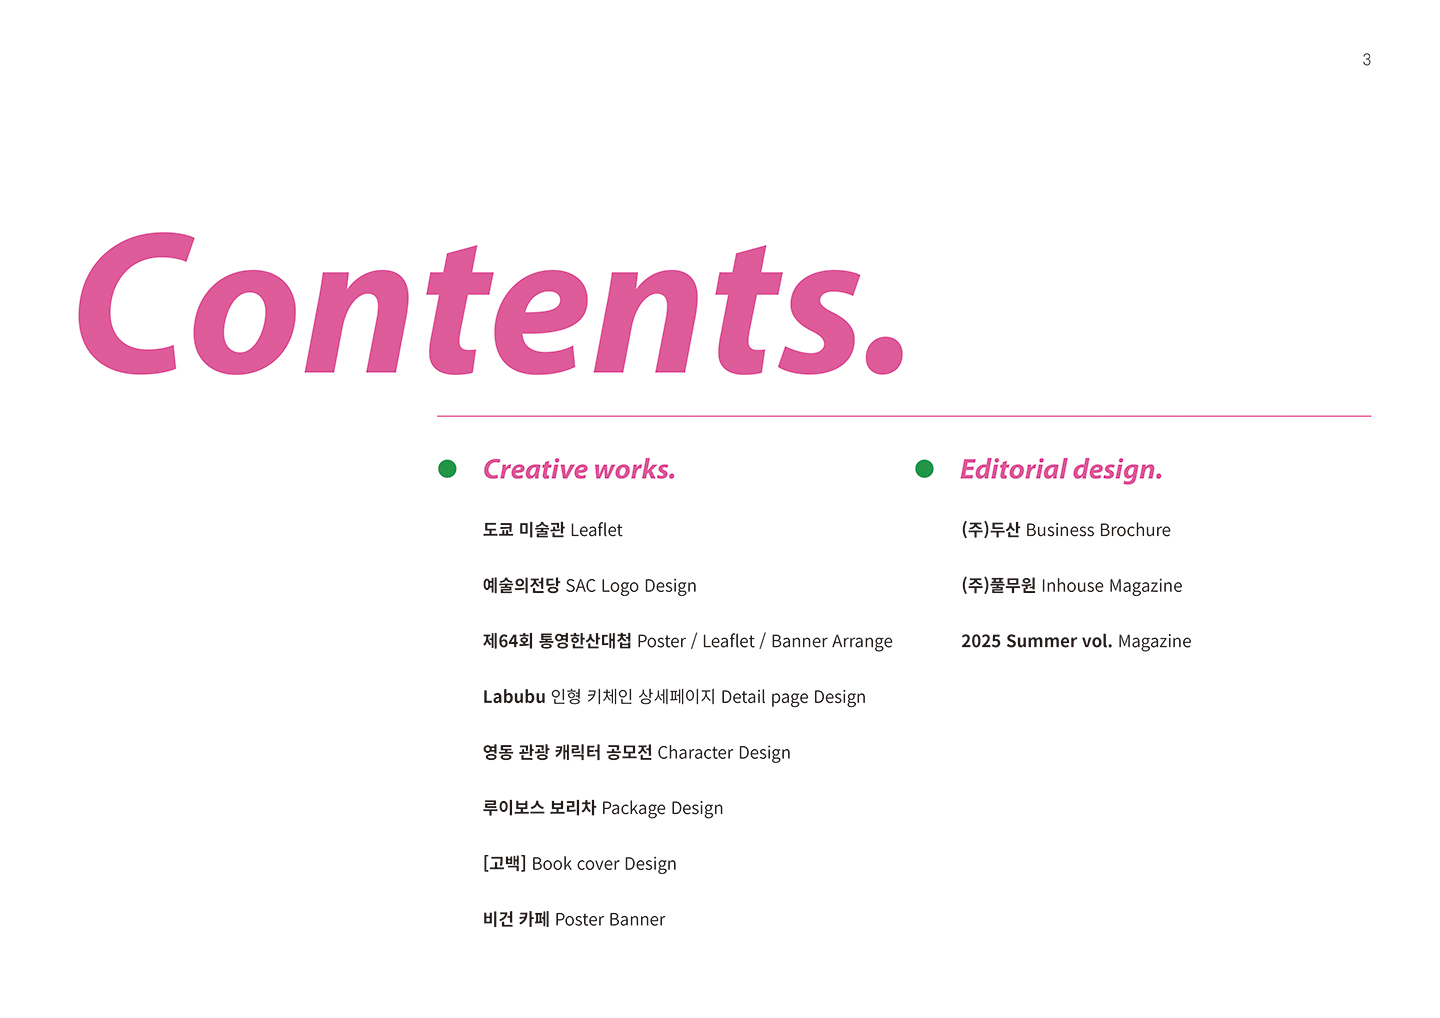 3
Contents.
Creative works.
도쿄 미술관 Leaflet
예술의전당 SAC Logo Design
제64회 통영한산대첩 Poster / Leaflet / Banner Arrange
Labubu 인형 키체인 상세페이지 Detail page Design
영동 관광 캐릭터 공모전 Character Design
루이보스 보리차 Package Design
[고백] Book cover Design
비건 카페 Poster Banner
Editorial design.
(주)두산 Business Brochure
(주)풀무원 Inhouse Magazine
2025 Summer vol. Magazine